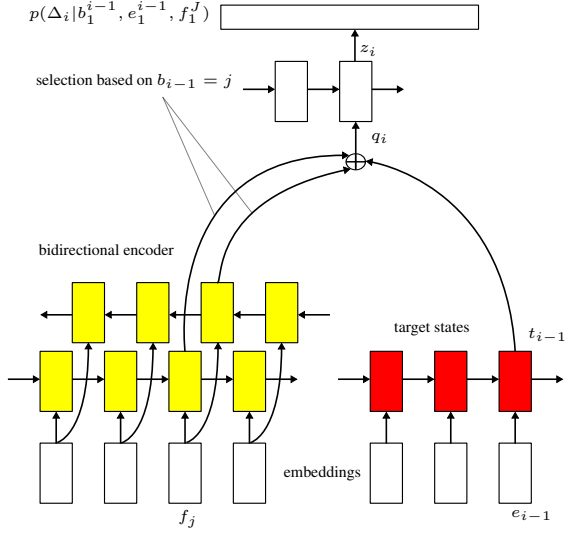 p(Δ_i|b_1^{i−1}, e_1^{i−1}, f_1^J)
z_i
selection based on b_{i−1} = j
q_i
bidirectional encoder
target states
t_{i−1}
embeddings
f_j
e_{i−1}